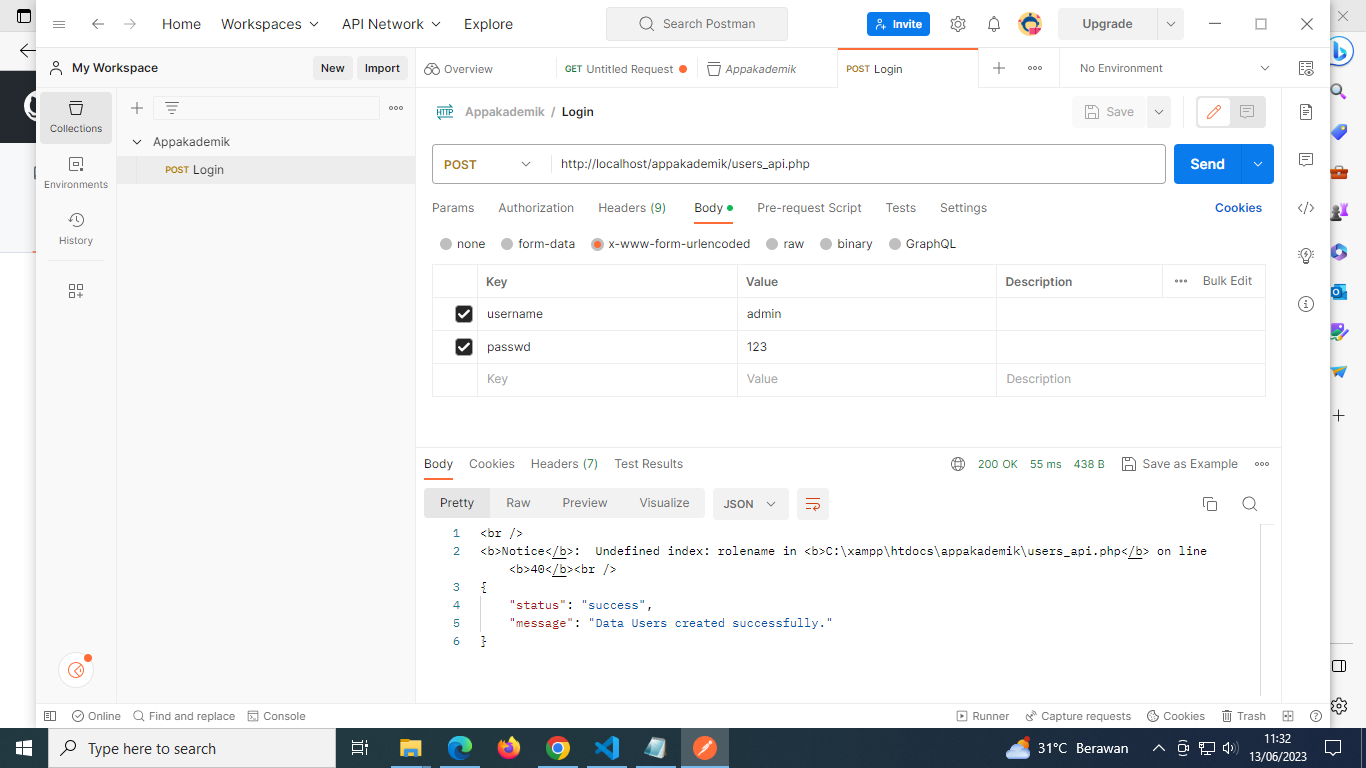 Home Workspaces API Network Explore Search Postman Invite Upgrade
My Workspace New Import Overview GET Untitled Request Appakademik POST Login No Environment
Collections
Environments
History
Appakademik
POST Login
HTTP Appakademik / Login Save
POST http://localhost/appakademik/users_api.php Send
Params Authorization Headers (9) Body Pre-request Script Tests Settings Cookies
none form-data x-www-form-urlencoded raw binary GraphQL
Key Value Description Bulk Edit
username admin
passwd 123
Key Value Description
Body Cookies Headers (7) Test Results 200 OK 55 ms 438 B Save as Example
Pretty Raw Preview Visualize JSON
1 <br />
2 <b>Notice</b>:  Undefined index: rolename in <b>C:\xampp\htdocs\appakademik\users_api.php</b> on line
<b>40</b><br />
3 {
4 "status": "success",
5 "message": "Data Users created successfully."
6 }
Online Find and replace Console Runner Capture requests Cookies Trash
Type here to search 31°C Berawan 11:32
13/06/2023